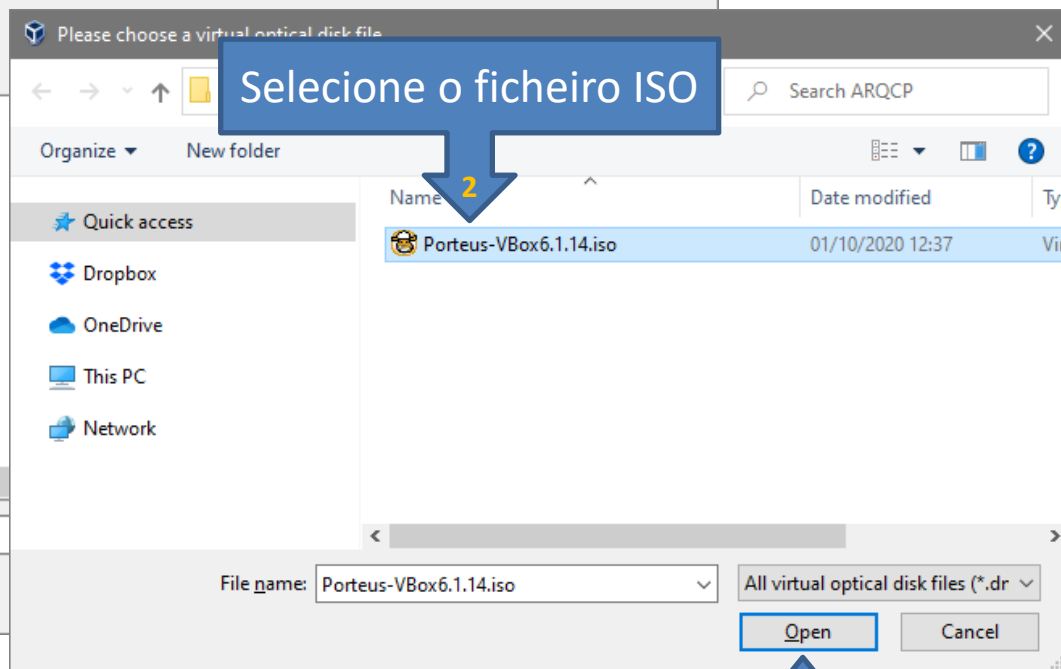 Please choose a virtual optical disk file
Selecione o ficheiro ISO
Search ARQCP
Organize
New folder
2
Name
Date modified
Ty
Quick access
Porteus-VBox6.1.14.iso
01/10/2020 12:37
Vir
Dropbox
OneDrive
This PC
Network
File name:
Porteus-VBox6.1.14.iso
All virtual optical disk files (*.dr
Open
Cancel